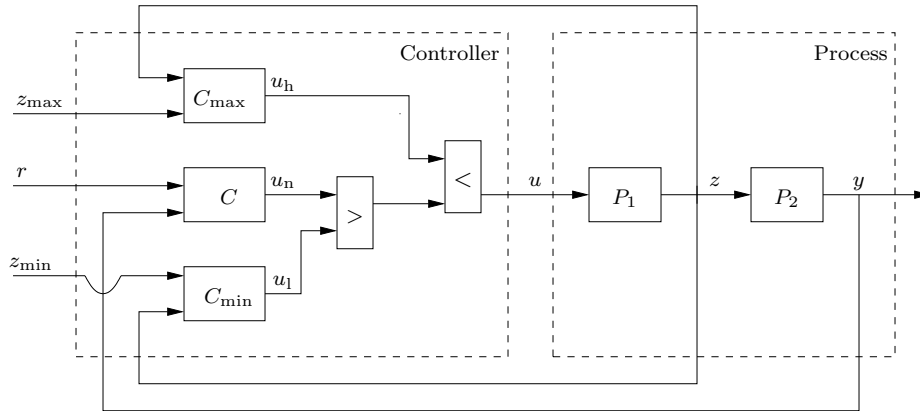 Controller
Process
z_max
C_max
u_h
r
C
u_n
>
<
u
P_1
z
P_2
y
z_min
C_min
u_l